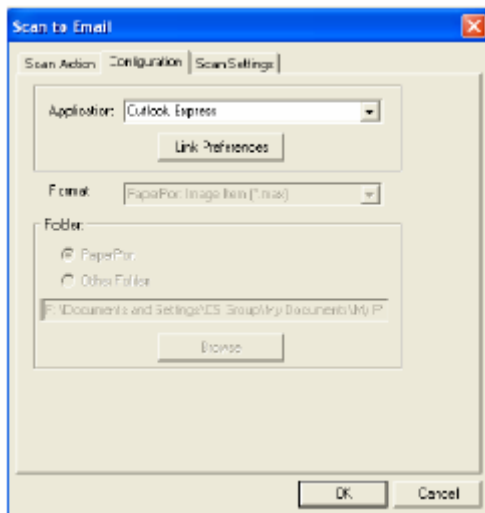 Scan to Email
Scan Action Configuration Scan Settings
Application: Outlook Express
Link Preferences
Format PaperPort Image Item (*.max)
Folder:
PaperPort
Other Folder
F:\Documents and Settings\CS Group\My Documents\My P
Browse
OK Cancel